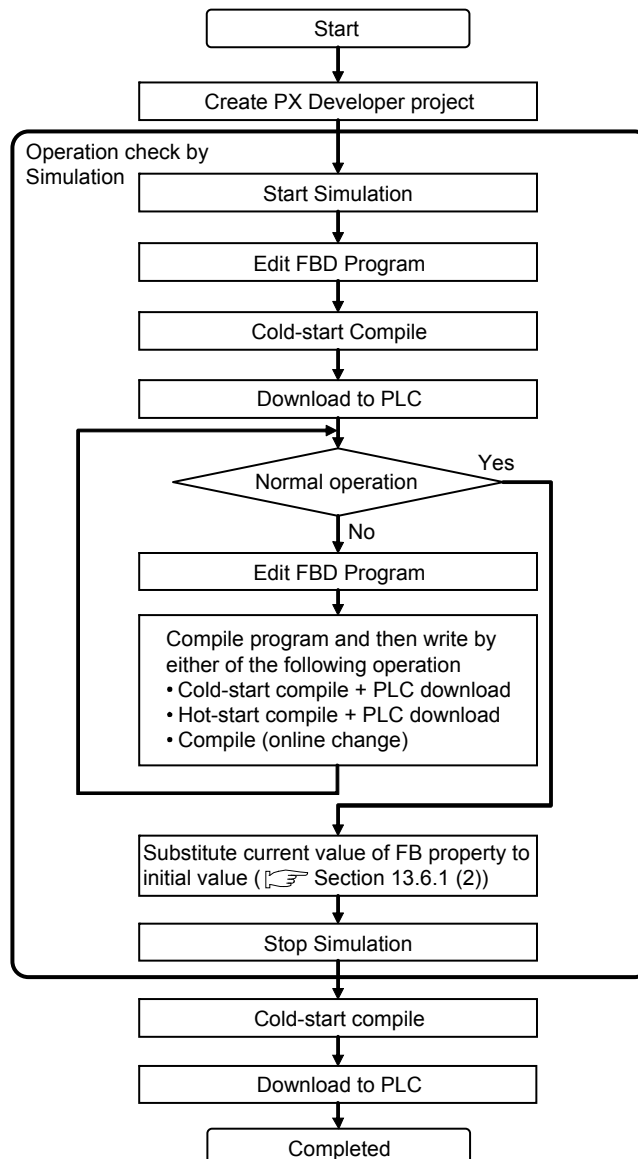 Start
Create PX Developer project
Operation check by
Simulation
Start Simulation
Edit FBD Program
Cold-start Compile
Download to PLC
Normal operation
Yes
No
Edit FBD Program
Compile program and then write by
either of the following operation
• Cold-start compile + PLC download
• Hot-start compile + PLC download
• Compile (online change)
Substitute current value of FB property to
initial value ( Section 13.6.1 (2))
Stop Simulation
Cold-start compile
Download to PLC
Completed